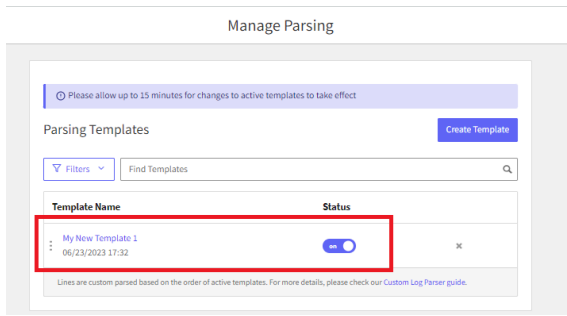 Manage Parsing
Please allow up to 15 minutes for changes to active templates to take effect
Parsing Templates
Create Template
Filters
Find Templates
Template Name Status
My New Template 1
on
06/23/2023 17:32
Lines are custom parsed based on the order of active templates. For more details, please check our Custom Log Parser guide.